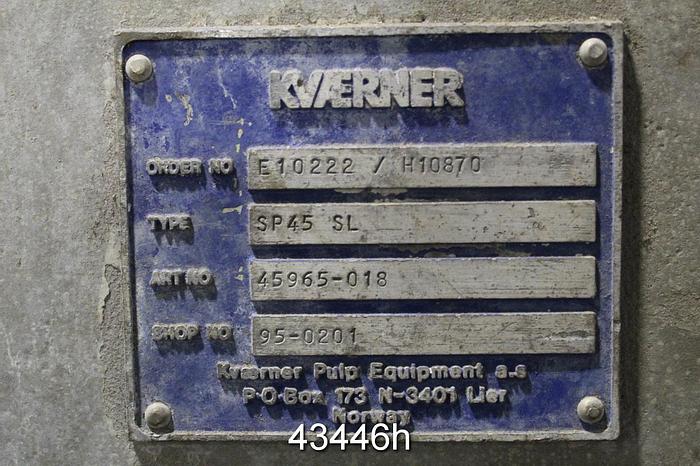 KVÆRNER
ORDER NO E10222 / H10870
TYPE SP45 SL
ART NO 45965-018
SHOP NO 95-0201
Kværner Pulp Equipment a.s
P.O.Box 173 N-3401 Lier
Norway
43446h